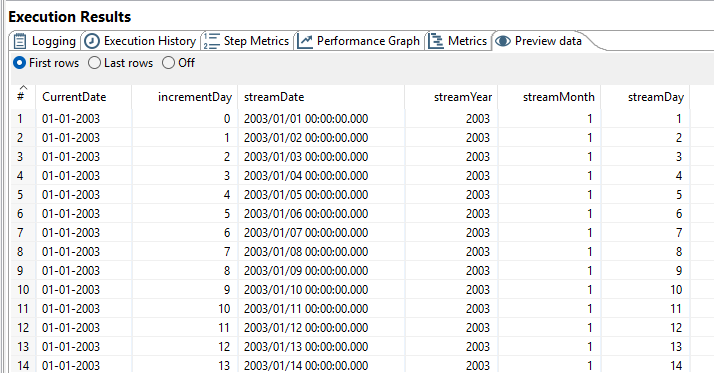 Execution Results
Logging Execution History Step Metrics Performance Graph Metrics Preview data
First rows Last rows Off
# CurrentDate incrementDay streamDate streamYear streamMonth streamDay
1 01-01-2003 0 2003/01/01 00:00:00.000 2003 1 1
2 01-01-2003 1 2003/01/02 00:00:00.000 2003 1 2
3 01-01-2003 2 2003/01/03 00:00:00.000 2003 1 3
4 01-01-2003 3 2003/01/04 00:00:00.000 2003 1 4
5 01-01-2003 4 2003/01/05 00:00:00.000 2003 1 5
6 01-01-2003 5 2003/01/06 00:00:00.000 2003 1 6
7 01-01-2003 6 2003/01/07 00:00:00.000 2003 1 7
8 01-01-2003 7 2003/01/08 00:00:00.000 2003 1 8
9 01-01-2003 8 2003/01/09 00:00:00.000 2003 1 9
10 01-01-2003 9 2003/01/10 00:00:00.000 2003 1 10
11 01-01-2003 10 2003/01/11 00:00:00.000 2003 1 11
12 01-01-2003 11 2003/01/12 00:00:00.000 2003 1 12
13 01-01-2003 12 2003/01/13 00:00:00.000 2003 1 13
14 01-01-2003 13 2003/01/14 00:00:00.000 2003 1 14